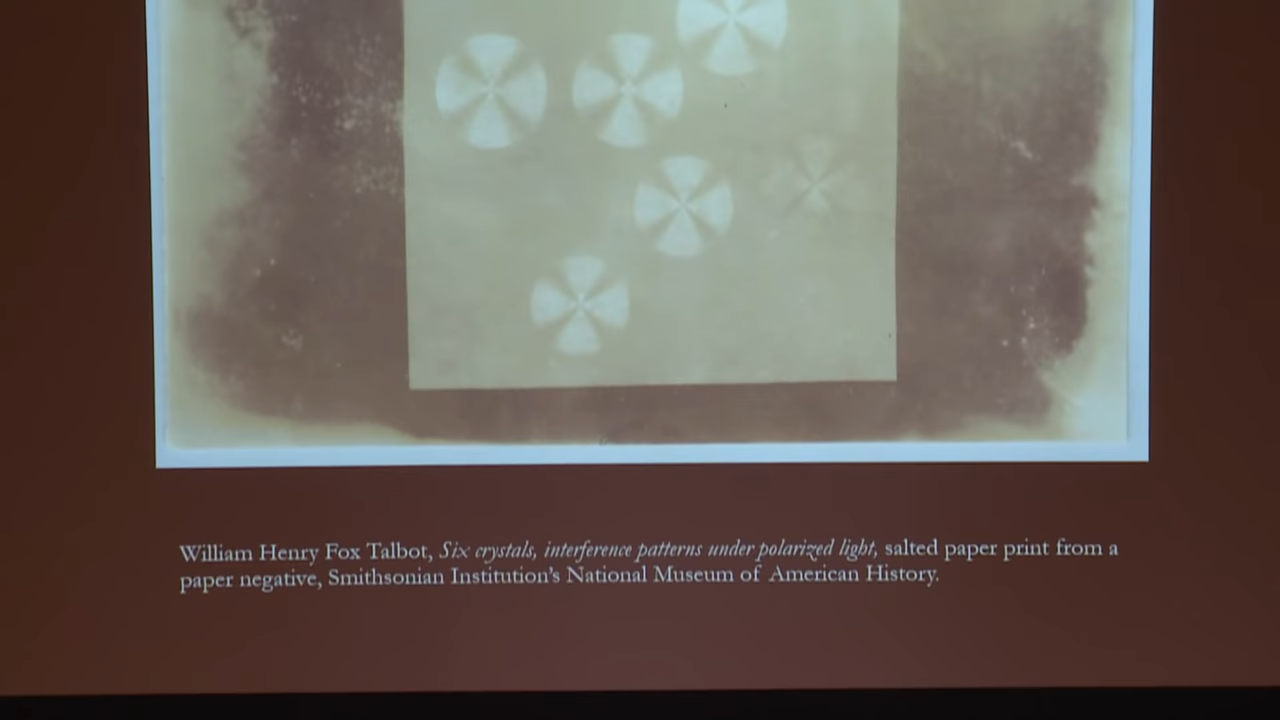 William Henry Fox Talbot, Six crystals, interference patterns under polarized light, salted paper print from a
paper negative, Smithsonian Institution's National Museum of American History.